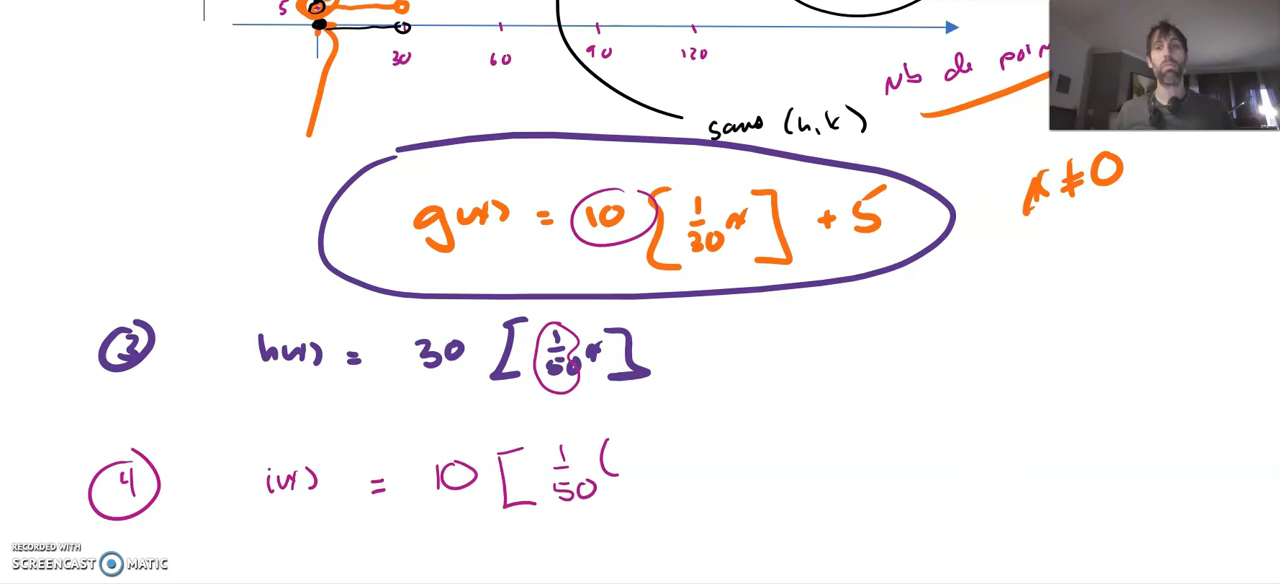 5
30 60 90 120
Nb de poin
sans (h,k)
x ≠ 0
g(x) = 10 [ 1/30 x ] + 5
3 h(x) = 30 [ 1/50 x ]
4 i(x) = 10 [ 1/50 (
RECORDED WITH
SCREENCAST MATIC